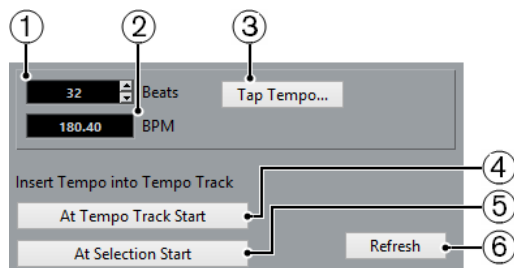 ① ② ③
32 Beats Tap Tempo...
180.40 BPM
Insert Tempo into Tempo Track
At Tempo Track Start ④
At Selection Start ⑤
Refresh ⑥